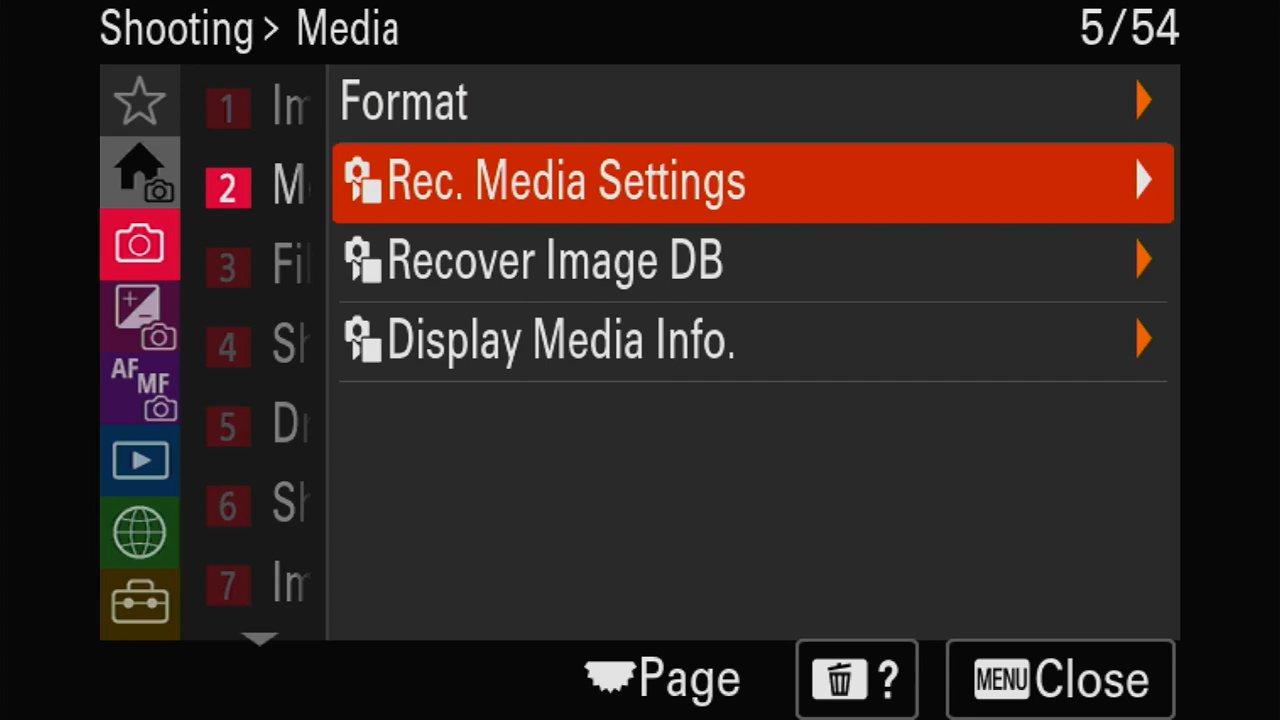 Shooting > Media
5/54
Format
Rec. Media Settings
Recover Image DB
Display Media Info.
1
2
3
4
5
6
7
AF MF
Page
?
MENU Close